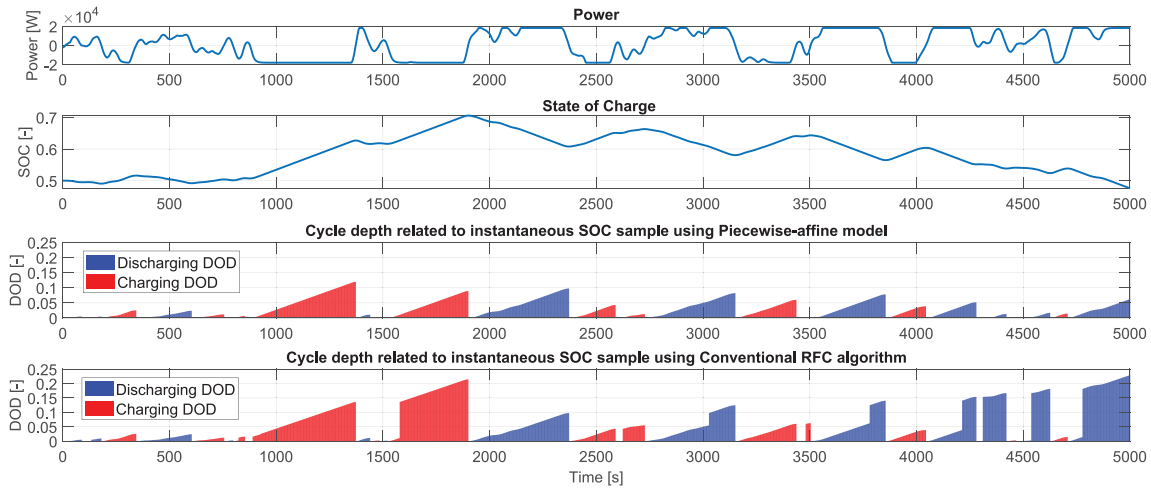 Power
× 10^4
Power [W]
2
0
-2
0 500 1000 1500 2000 2500 3000 3500 4000 4500 5000
State of Charge
SOC [-]
0.7
0.6
0.5
0 500 1000 1500 2000 2500 3000 3500 4000 4500 5000
Cycle depth related to instantaneous SOC sample using Piecewise-affine model
DOD [-]
0.25
0.2
0.15
0.1
0.05
0
Discharging DOD
Charging DOD
0 500 1000 1500 2000 2500 3000 3500 4000 4500 5000
Cycle depth related to instantaneous SOC sample using Conventional RFC algorithm
DOD [-]
0.25
0.2
0.15
0.1
0.05
0
Discharging DOD
Charging DOD
0 500 1000 1500 2000 2500 3000 3500 4000 4500 5000
Time [s]